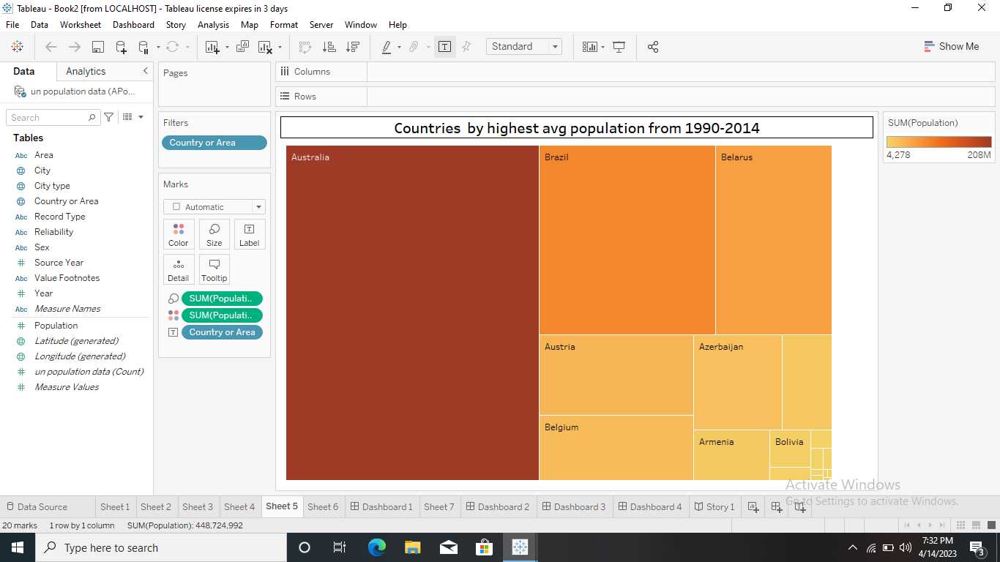 Tableau - Book2 [from LOCALHOST] - Tableau license expires in 3 days
File Data Worksheet Dashboard Story Analysis Map Format Server Window Help
Standard
Show Me
Data Analytics
un population data (APo...
Search
Tables
Abc Area
City
City type
Country or Area
Abc Record Type
Abc Reliability
Abc Sex
Source Year
Abc Value Footnotes
Year
Abc Measure Names
Population
Latitude (generated)
Longitude (generated)
un population data (Count)
Measure Values
Pages
Filters
Country or Area
Marks
Automatic
Color Size Label
Detail Tooltip
SUM(Populati..
SUM(Populati..
Country or Area
Columns
Rows
Countries  by highest avg population from 1990-2014
Australia
Brazil
Belarus
Austria
Azerbaijan
Belgium
Armenia
Bolivia
SUM(Population)
4,278 208M
Activate Windows
Go to Settings to activate Windows.
Data Source Sheet 1 Sheet 2 Sheet 3 Sheet 4 Sheet 5 Sheet 6 Dashboard 1 Sheet 7 Dashboard 2 Dashboard 3 Dashboard 4 Story 1
20 marks 1 row by 1 column SUM(Population): 448,724,992
Type here to search
7:32 PM
4/14/2023
3